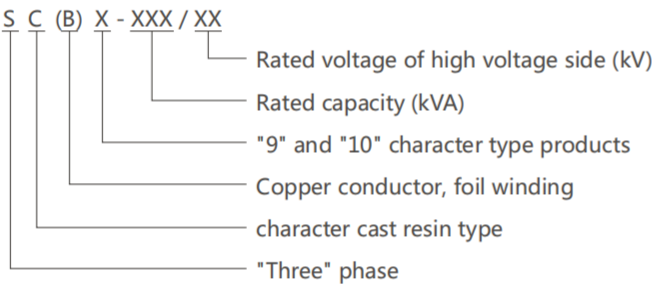 S C (B) X - XXX / XX
Rated voltage of high voltage side (kV)
Rated capacity (kVA)
"9" and "10" character type products
Copper conductor, foil winding
character cast resin type
"Three" phase